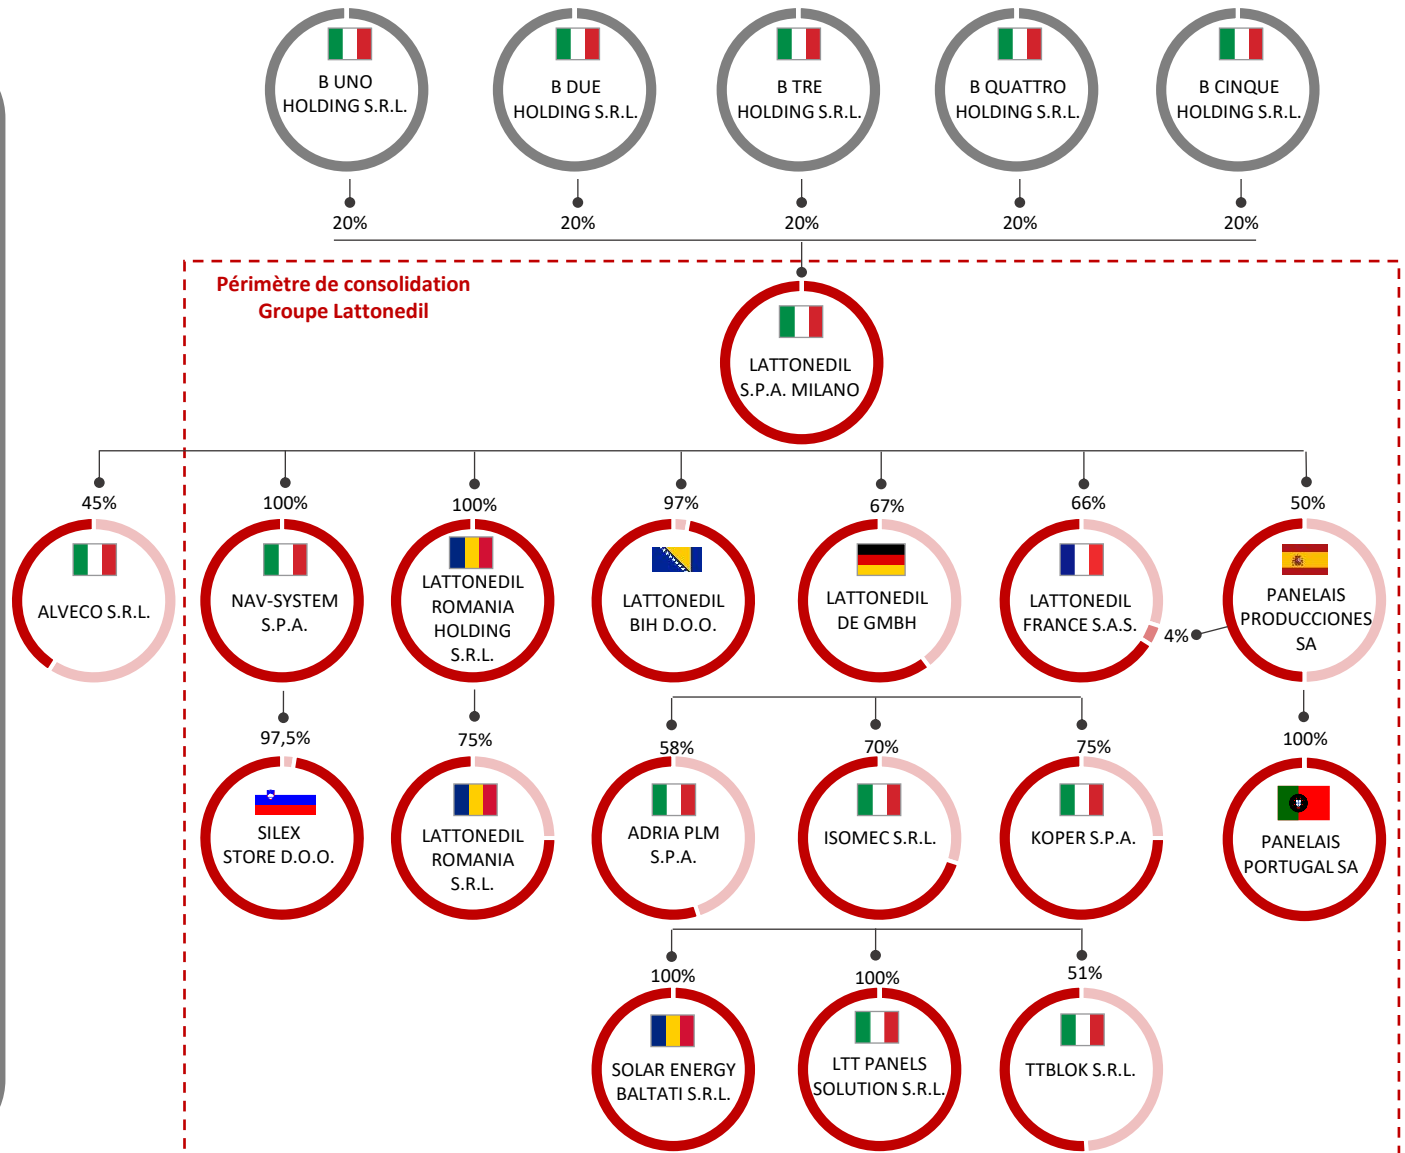 B UNO
HOLDING S.R.L.
B DUE
HOLDING S.R.L.
B TRE
HOLDING S.R.L.
B QUATTRO
HOLDING S.R.L.
B CINQUE
HOLDING S.R.L.
20%
20%
20%
20%
20%
Périmètre de consolidation
Groupe Lattonedil
LATTONEDIL
S.P.A. MILANO
45%
100%
100%
97%
67%
66%
50%
ALVECO S.R.L.
NAV-SYSTEM
S.P.A.
LATTONEDIL
ROMANIA
HOLDING
S.R.L.
LATTONEDIL
BIH D.O.O.
LATTONEDIL
DE GMBH
LATTONEDIL
FRANCE S.A.S.
4%
PANELAIS
PRODUCCIONES
SA
97,5%
75%
58%
70%
75%
100%
SILEX
STORE D.O.O.
LATTONEDIL
ROMANIA
S.R.L.
ADRIA PLM
S.P.A.
ISOMEC S.R.L.
KOPER S.P.A.
PANELAIS
PORTUGAL SA
100%
100%
51%
SOLAR ENERGY
BALTATI S.R.L.
LTT PANELS
SOLUTION S.R.L.
TTBLOK S.R.L.